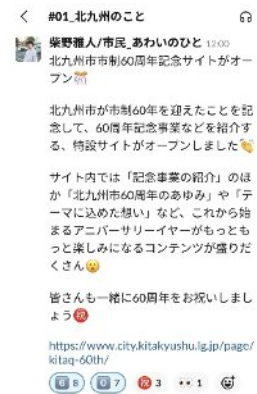 #01_北九州のこと
柴野雅人/市民_あわいのひと 12:00
北九州市市制60周年記念サイトがオー
プン🎊
北九州市が市制60年を迎えたことを記
念して、60周年記念事業などを紹介す
る、特設サイトがオープンしました👏
サイト内では「記念事業の紹介」のほ
か「北九州市60周年のあゆみ」や「テ
ーマに込めた想い」など、これから始
まるアニバーサリーイヤーがもっとも
っと楽しみになるコンテンツが盛りだ
くさん😮
皆さんも一緒に60周年をお祝いしまし
ょう㊗️
https://www.city.kitakyushu.lg.jp/page/
kitaq-60th/
6 8 0 7 ㊗️ 3 👀 1